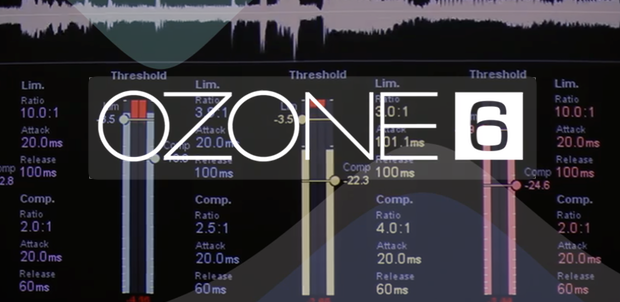 OZONE 6
Threshold
Threshold
Threshold
Lim.
Ratio
10.0:1
Attack
20.0ms
Release
100ms
Comp.
Ratio
2.0:1
Attack
20.0ms
Release
60ms
Lim.
Ratio
Attack
20.0ms
Release
100ms
Comp.
Ratio
2.5:1
Attack
20.0ms
Release
60ms
-3.5
Comp
-22.3
Lim.
Ratio
3.0:1
Attack
101.1ms
Release
100ms
Comp.
Ratio
4.0:1
Attack
20.0ms
Release
60ms
Comp
-24.6
Lim.
Ratio
10.0:1
Attack
20.0ms
Release
100ms
Comp.
Ratio
2.0:1
Attack
20.0ms
Release
60ms